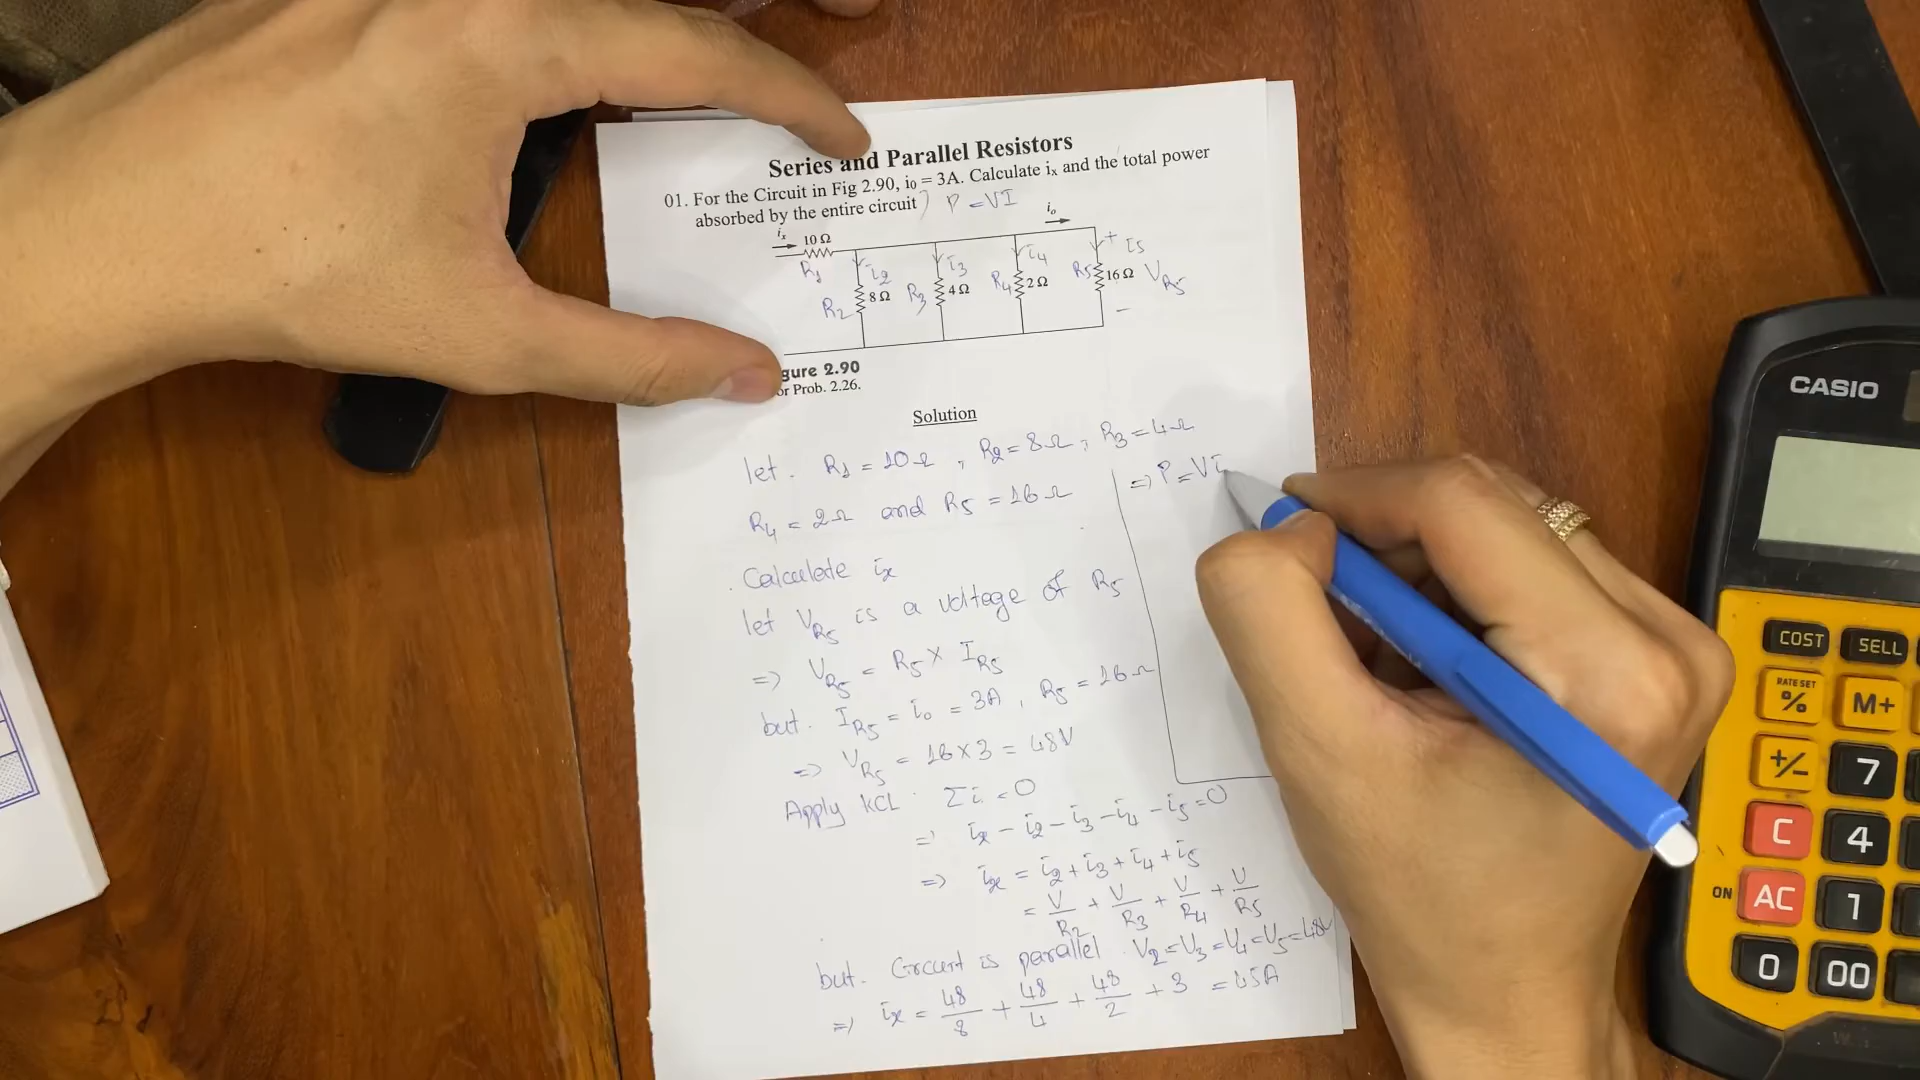 Series and Parallel Resistors
01. For the Circuit in Fig 2.90, i₀ = 3A. Calculate iₓ and the total power
absorbed by the entire circuit) P = VI
iₓ
10 Ω
R₁
i₀
i₂
R₂
8 Ω
i₃
R₃
4 Ω
i₄
R₄
2 Ω
+
i₅
R₅
16 Ω
V_R₅
−
gure 2.90
or Prob. 2.26.
Solution
let. R₁ = 10Ω , R₂ = 8Ω , R₃ = 4Ω
R₄ = 2Ω and R₅ = 16Ω
. Calculate iₓ
let V_R₅ is a voltage of R₅
=> V_R₅ = R₅ × I_R₅
but. I_R₅ = i₀ = 3A , R₅ = 16Ω
=> V_R₅ = 16 × 3 = 48V
Apply KCL Σi = 0
=> iₓ - i₂ - i₃ - i₄ - i₅ = 0
=> iₓ = i₂ + i₃ + i₄ + i₅
= V/R₂ + V/R₃ + V/R₄ + V/R₅
but. Circuit is parallel . V₂ = V₃ = V₄ = V₅ = 48V
=> iₓ = 48/8 + 48/4 + 48/2 + 3 = 45A
=> P = Vi
CASIO
COST
SELL
RATE SET
%
M+
+/−
7
C
4
ON
AC
1
0
00